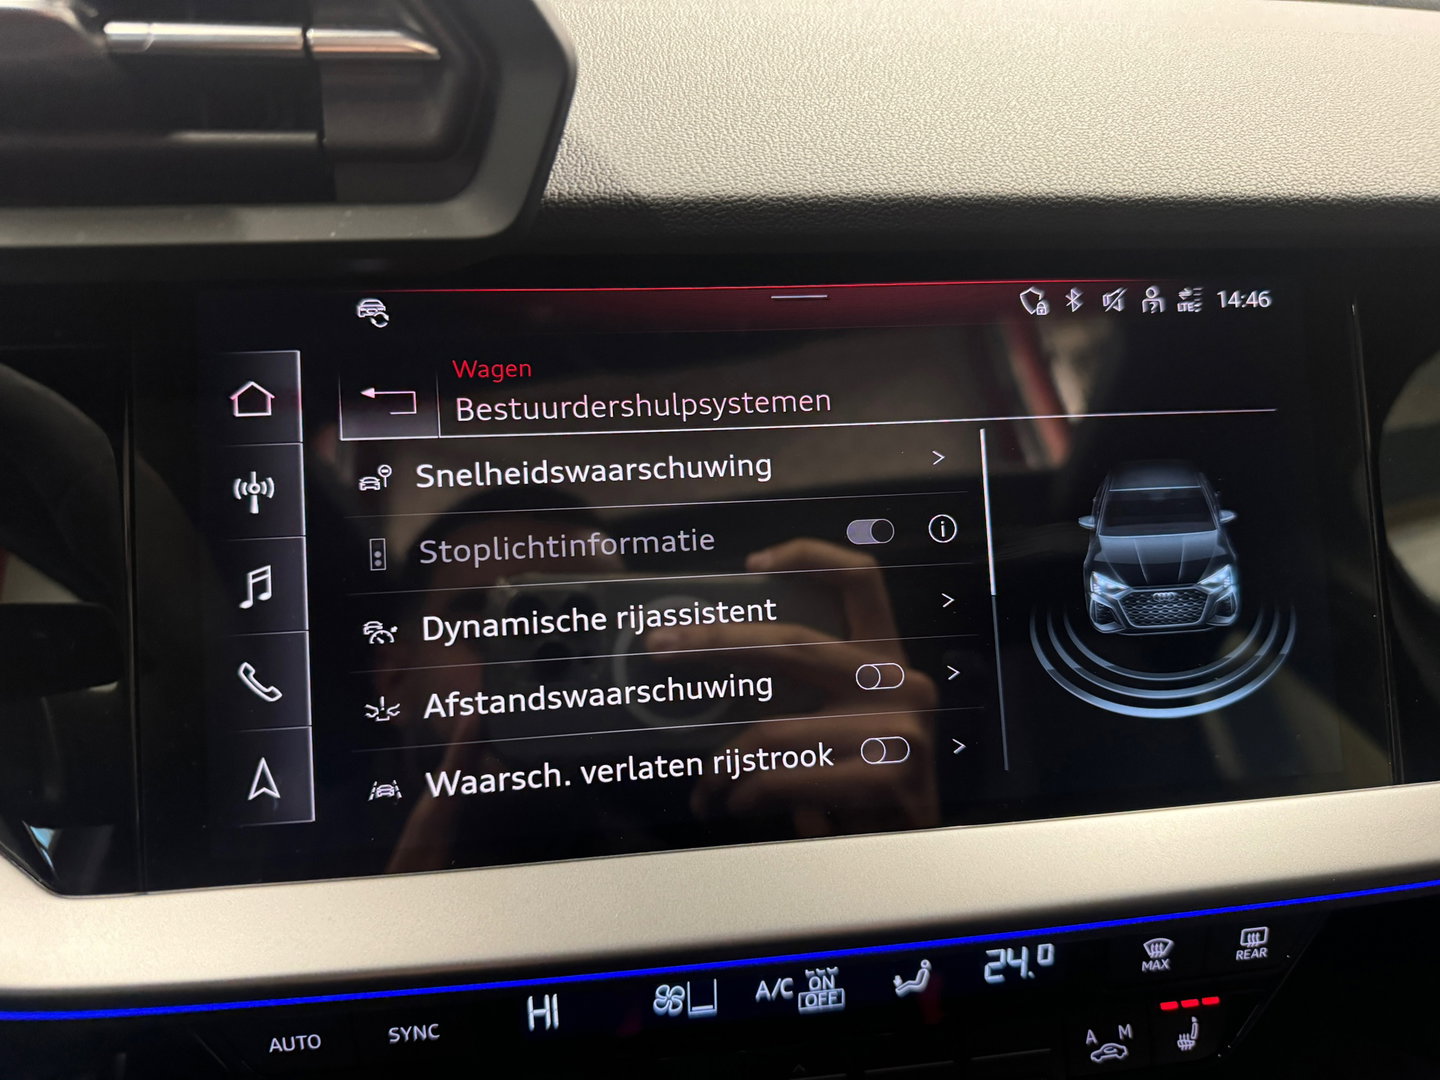 LTE 14:46
Wagen
Bestuurdershulpsystemen
Snelheidswaarschuwing
Stoplichtinformatie
Dynamische rijassistent
Afstandswaarschuwing
Waarsch. verlaten rijstrook
AUTO SYNC HI A/C ON OFF 24.0 MAX REAR
A M